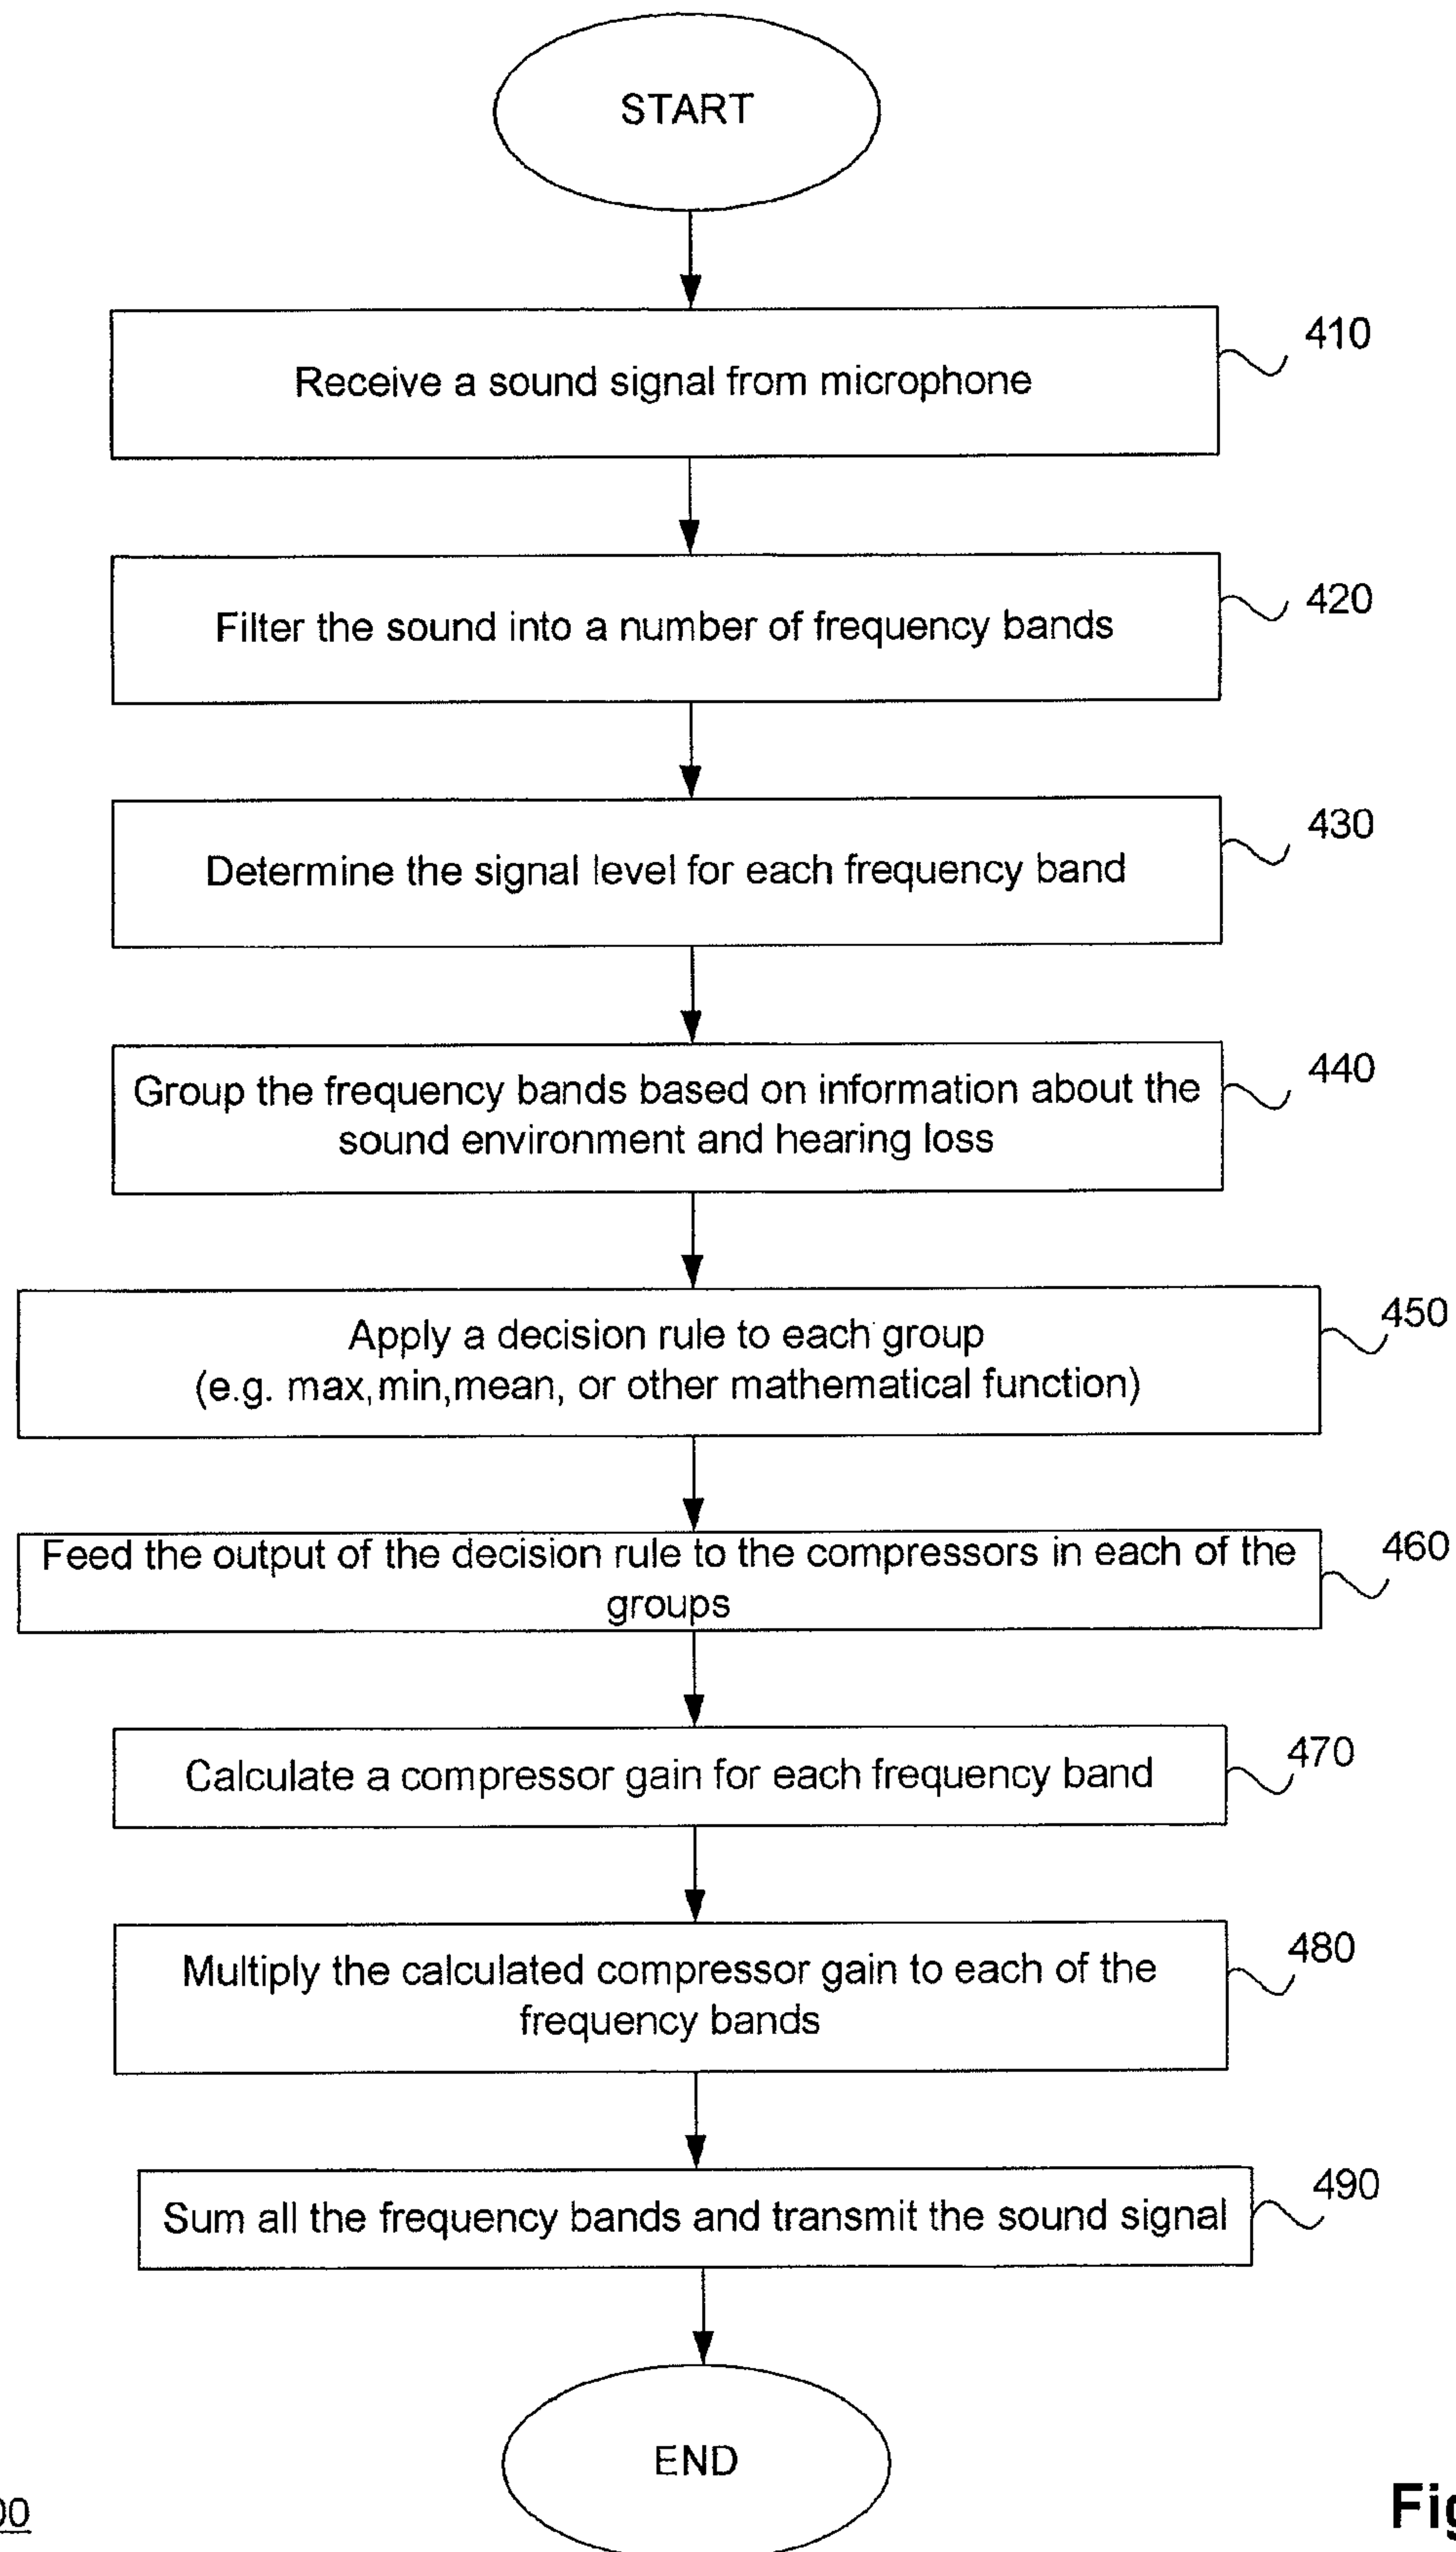 START
Receive a sound signal from microphone
410
Filter the sound into a number of frequency bands
420
Determine the signal level for each frequency band
430
Group the frequency bands based on information about the
sound environment and hearing loss
440
Apply a decision rule to each group
(e.g. max,min,mean, or other mathematical function)
450
Feed the output of the decision rule to the compressors in each of the
groups
460
Calculate a compressor gain for each frequency band
470
Multiply the calculated compressor gain to each of the
frequency bands
480
Sum all the frequency bands and transmit the sound signal
490
END